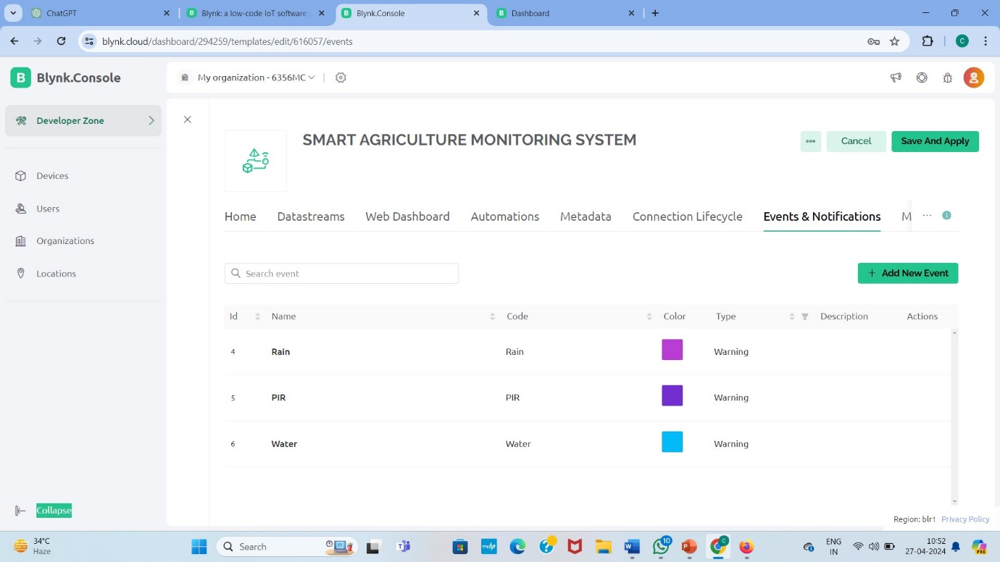 ChatGPT
Blynk: a low-code IoT software
Blynk.Console
Dashboard
blynk.cloud/dashboard/294259/templates/edit/616057/events
C
B
Blynk.Console
My organization - 6356MC
Developer Zone
SMART AGRICULTURE MONITORING SYSTEM
Cancel
Save And Apply
Devices
Users
Organizations
Locations
Home
Datastreams
Web Dashboard
Automations
Metadata
Connection Lifecycle
Events & Notifications
M
Search event
+ Add New Event
Id
Name
Code
Color
Type
Description
Actions
4
Rain
Rain
Warning
5
PIR
PIR
Warning
6
Water
Water
Warning
Collapse
Region: blr1
Privacy Policy
34°C
Haze
Search
10
C
ENG
IN
10:52
27-04-2024
PRE